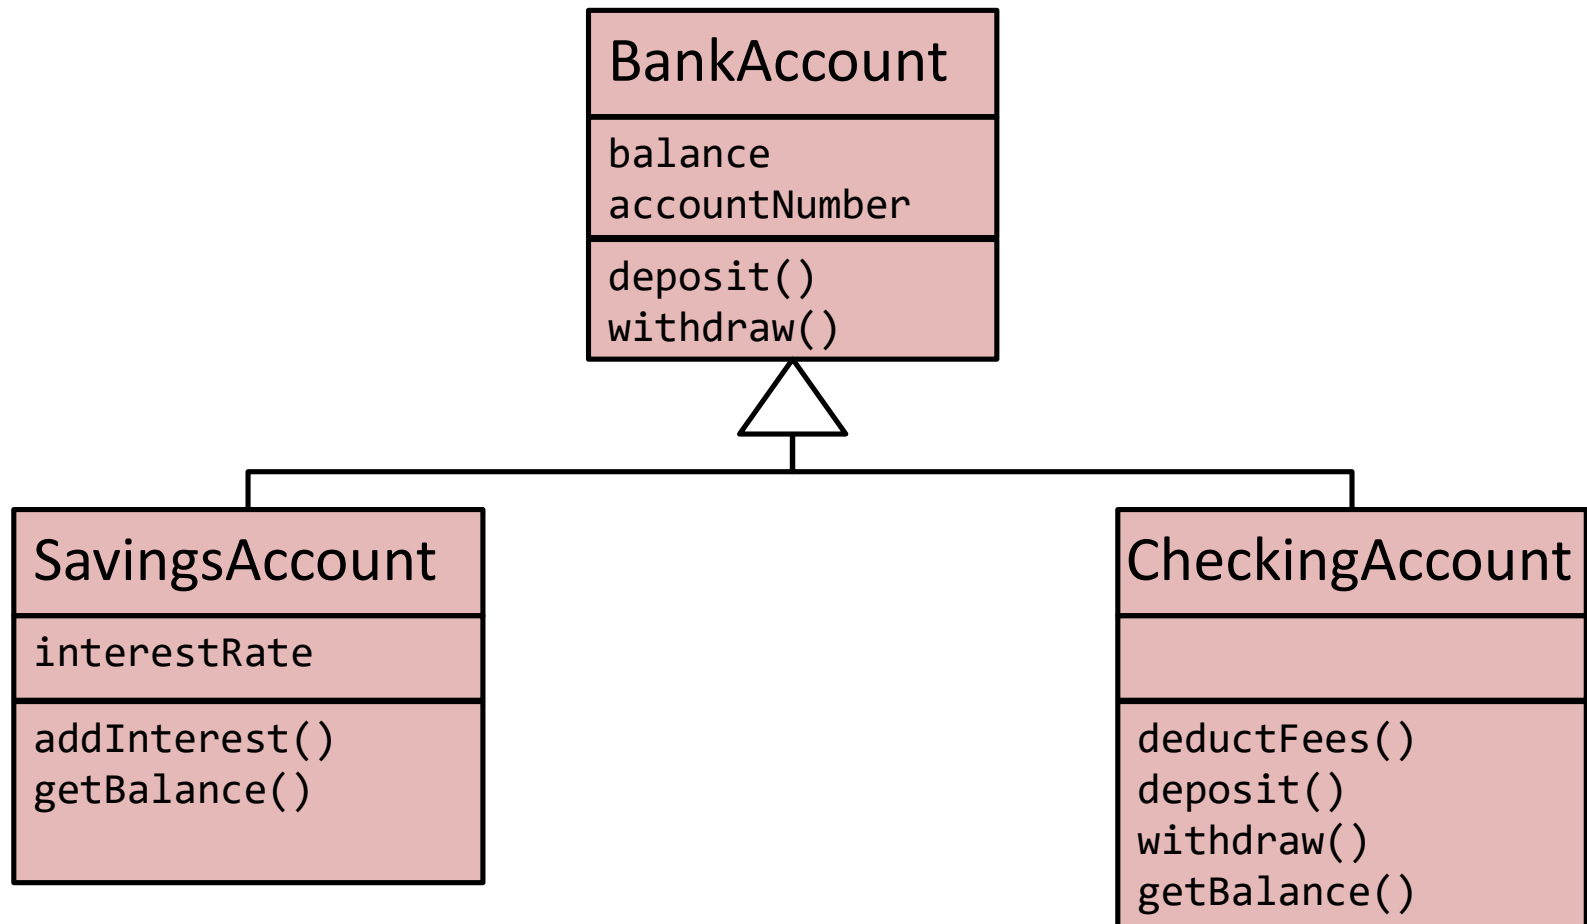 BankAccount
balance
accountNumber
deposit()
withdraw()
SavingsAccount
interestRate
addInterest()
getBalance()
CheckingAccount
deductFees()
deposit()
withdraw()
getBalance()